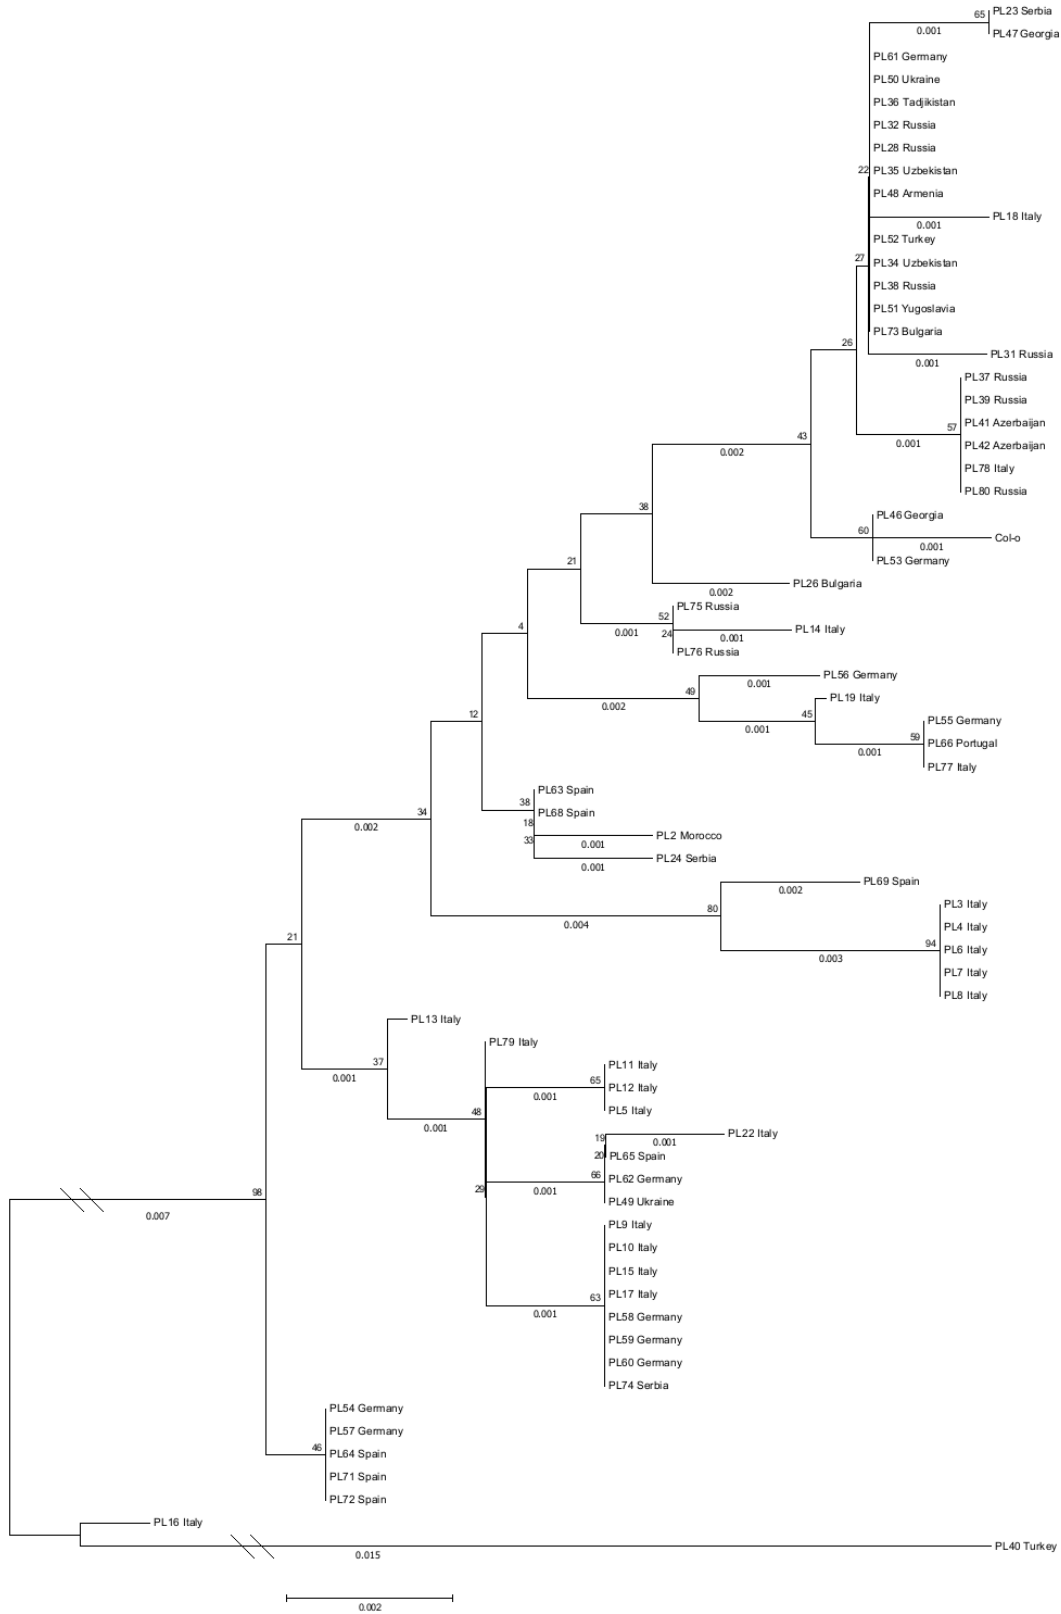 65
PL23 Serbia
0.001
PL47 Georgia
PL61 Germany
PL50 Ukraine
PL36 Tadjikistan
PL32 Russia
PL28 Russia
22
PL35 Uzbekistan
PL48 Armenia
PL18 Italy
0.001
PL52 Turkey
27
PL34 Uzbekistan
PL38 Russia
PL51 Yugoslavia
PL73 Bulgaria
26
PL31 Russia
0.001
PL37 Russia
PL39 Russia
57
PL41 Azerbaijan
0.001
PL42 Azerbaijan
43
0.002
PL78 Italy
PL80 Russia
38
PL46 Georgia
60
Col-o
0.001
PL53 Germany
21
PL26 Bulgaria
0.002
PL75 Russia
52
0.001
24
PL14 Italy
0.001
PL76 Russia
4
PL56 Germany
0.001
49
0.002
PL19 Italy
45
0.001
PL55 Germany
59
PL66 Portugal
0.001
PL77 Italy
12
PL63 Spain
38
PL68 Spain
18
33
PL2 Morocco
0.001
PL24 Serbia
0.001
34
0.002
PL69 Spain
0.002
80
0.004
PL3 Italy
PL4 Italy
94
PL6 Italy
0.003
PL7 Italy
PL8 Italy
21
PL13 Italy
37
0.001
PL79 Italy
48
0.001
PL11 Italy
65
PL12 Italy
0.001
PL5 Italy
PL22 Italy
19
0.001
20
PL65 Spain
66
PL62 Germany
0.001
29
PL49 Ukraine
98
0.007
PL9 Italy
PL10 Italy
PL15 Italy
63
PL17 Italy
0.001
PL58 Germany
PL59 Germany
PL60 Germany
PL74 Serbia
PL54 Germany
PL57 Germany
46
PL64 Spain
PL71 Spain
PL72 Spain
PL16 Italy
PL40 Turkey
0.015
0.002